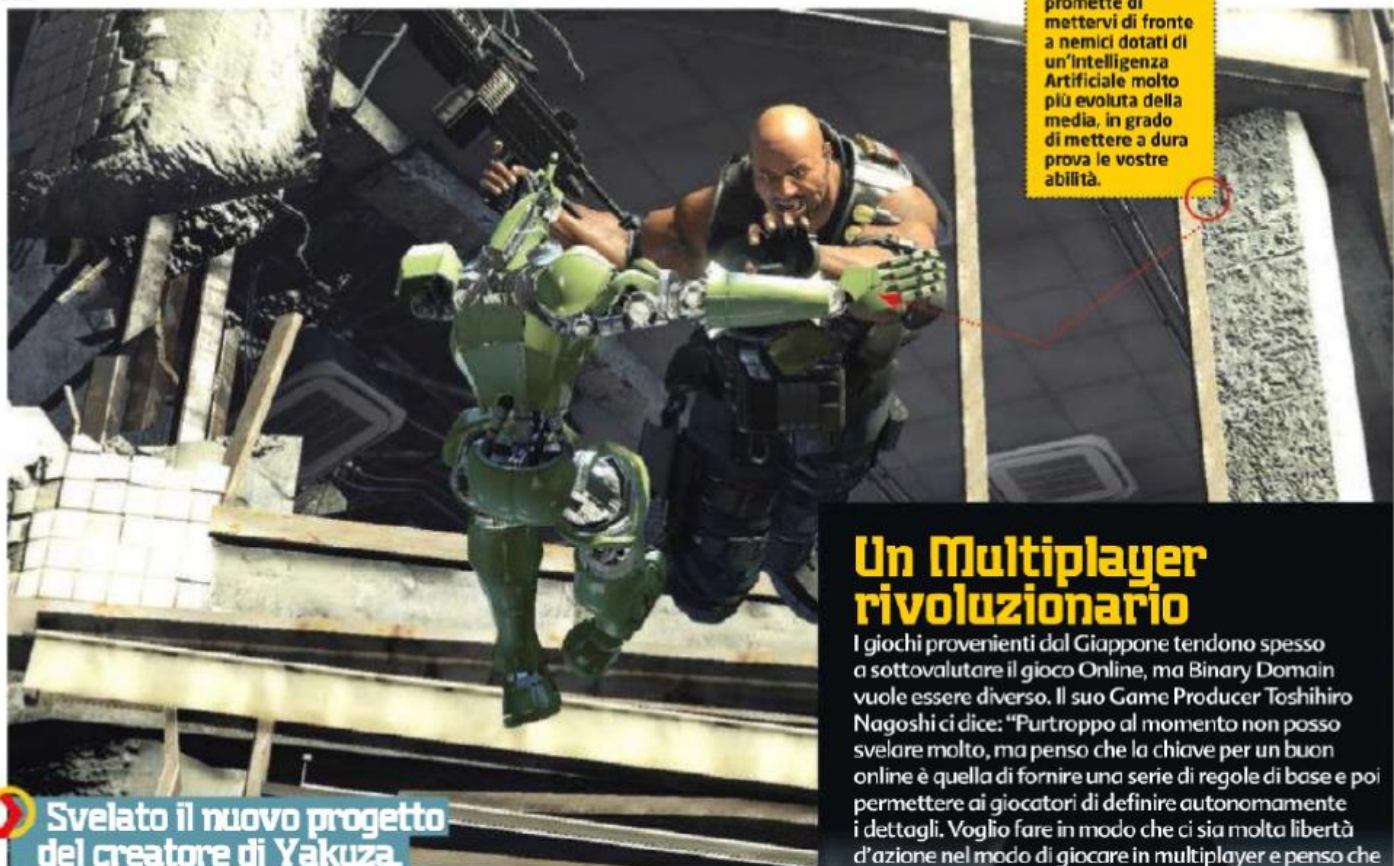 promette di
mettervi di fronte
a nemici dotati di
un'Intelligenza
Artificiale molto
più evoluta della
media, in grado
di mettere a dura
prova le vostre
abilità.
Un Multiplayer
rivoluzionario
I giochi provenienti dal Giappone tendono spesso
a sottovalutare il gioco Online, ma Binary Domain
vuole essere diverso. Il suo Game Producer Toshihiro
Nagoshi ci dice: “Purtroppo al momento non posso
svelare molto, ma penso che la chiave per un buon
online è quella di fornire una serie di regole di base e poi
permettere ai giocatori di definire autonomamente
i dettagli. Voglio fare in modo che ci sia molta libertà
d'azione nel modo di giocare in multiplayer e penso che
Svelato il nuovo progetto
del creatore di Yakuza.